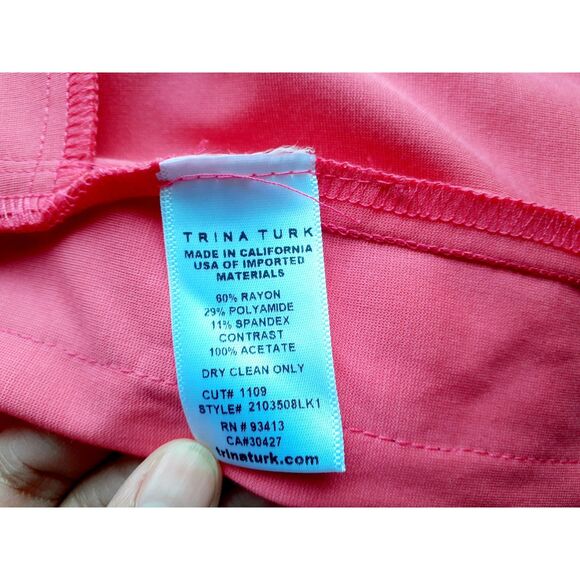 TRINA TURK
MADE IN CALIFORNIA
USA OF IMPORTED
MATERIALS
60% RAYON
29% POLYAMIDE
11% SPANDEX
CONTRAST
100% ACETATE
DRY CLEAN ONLY
CUT# 1109
STYLE# 2103508LK1
RN # 93413
CA#30427
trinaturk.com